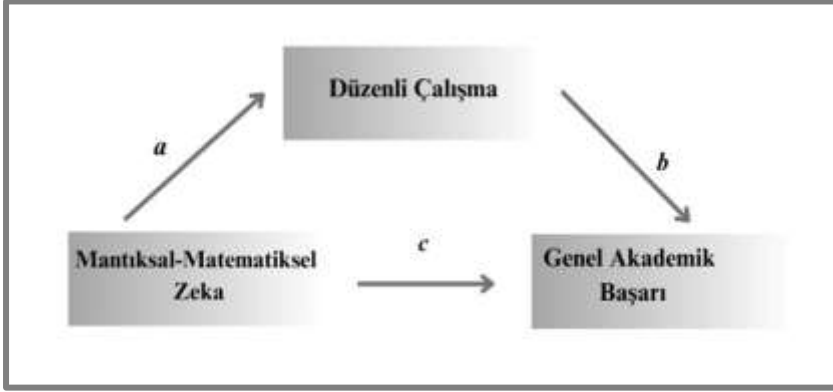 Düzenli Çalışma
a
b
Mantıksal-Matematiksel
Zeka
c
Genel Akademik
Başarı